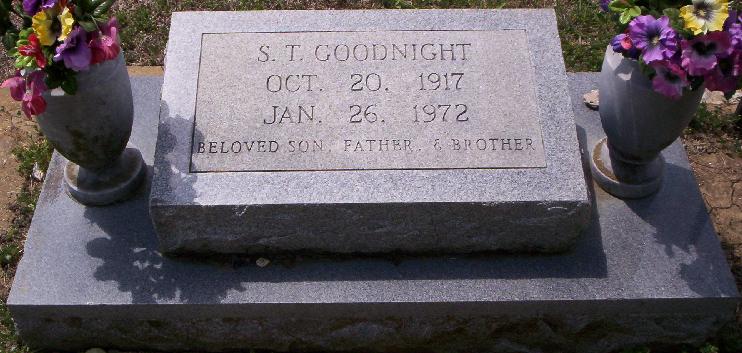 S. T. GOODNIGHT
OCT. 20. 1917
JAN. 26. 1972
BELOVED SON, FATHER, & BROTHER